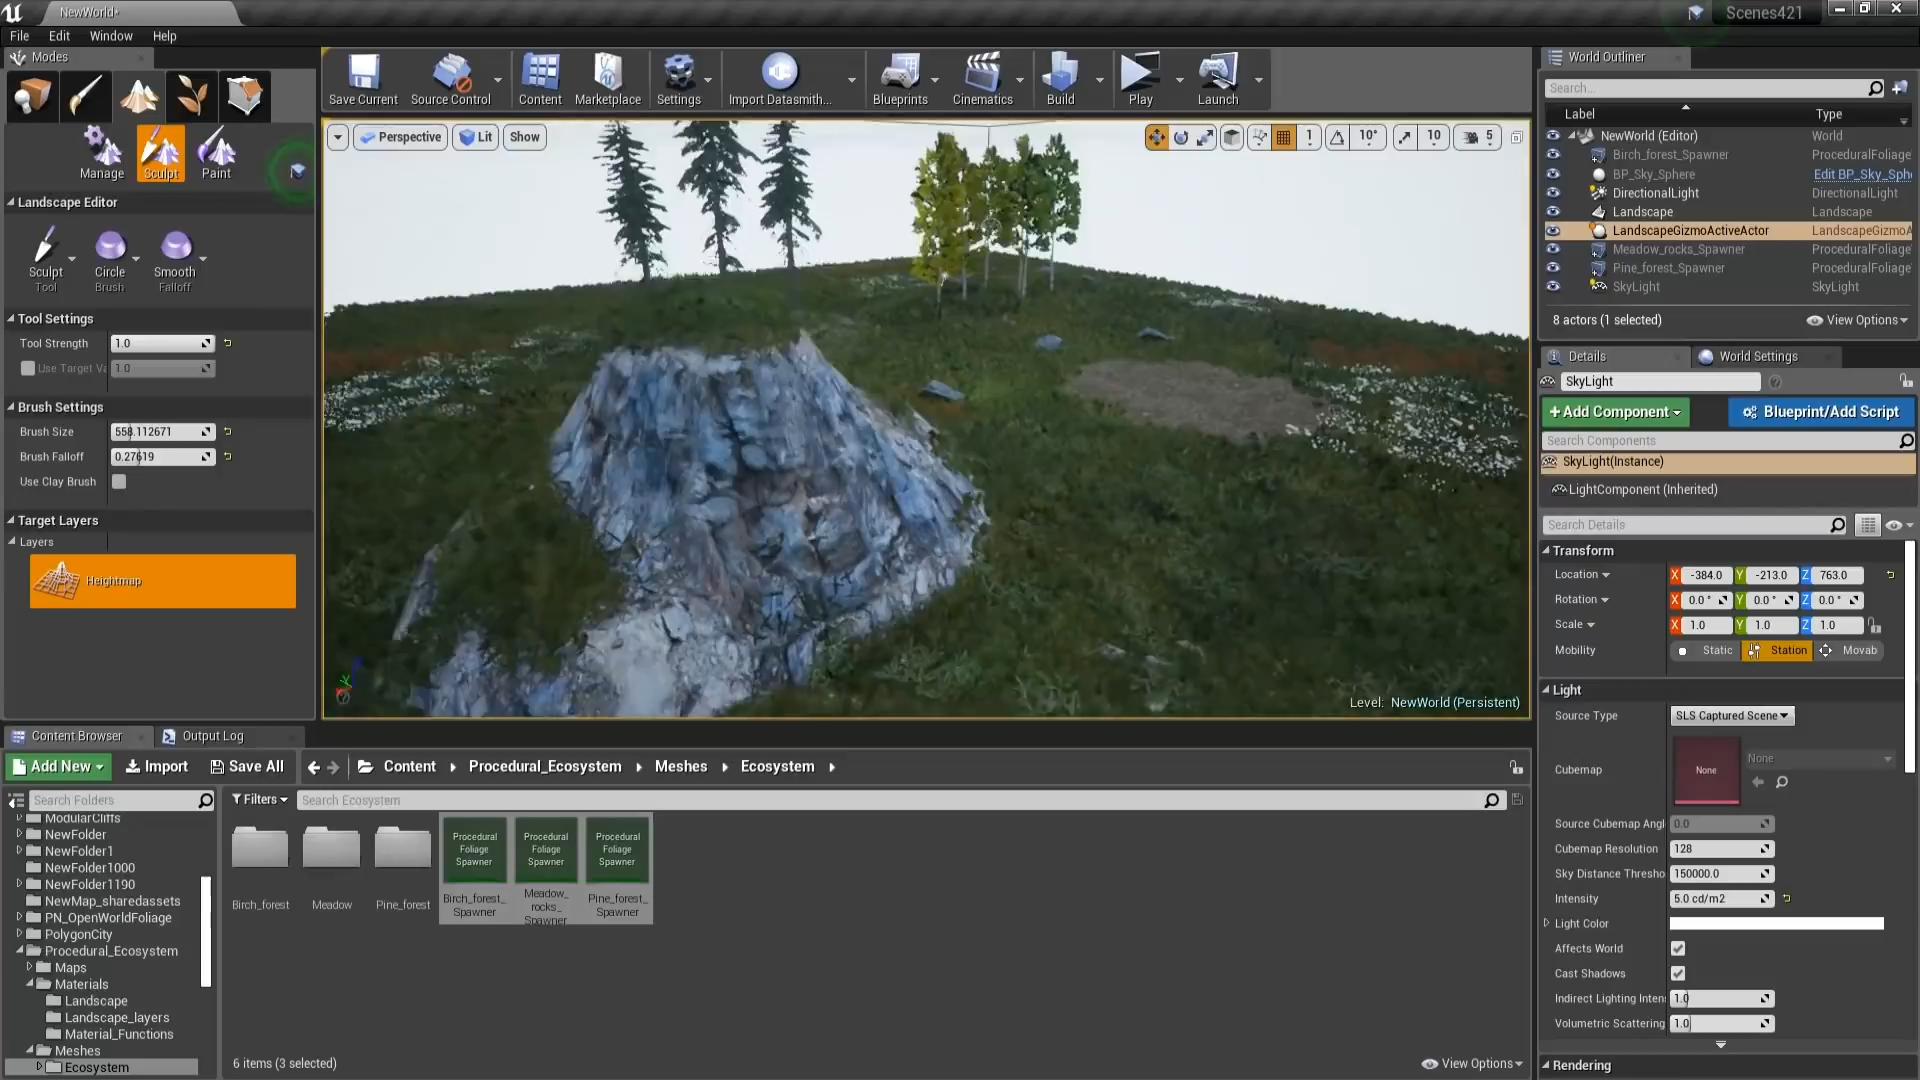 NewWorld*
Scenes421
File Edit Window Help
Modes
Save Current
Source Control
Content
Marketplace
Settings
Import Datasmith...
Blueprints
Cinematics
Build
Play
Launch
World Outliner
Search...
Label Type
NewWorld (Editor) World
Birch_forest_Spawner ProceduralFoliage
BP_Sky_Sphere Edit BP_Sky_Sph
DirectionalLight DirectionalLight
Landscape Landscape
LandscapeGizmoActiveActor LandscapeGizmoA
Meadow_rocks_Spawner ProceduralFoliage
Pine_forest_Spawner ProceduralFoliage
SkyLight SkyLight
8 actors (1 selected) View Options
Manage Sculpt Paint
Landscape Editor
Sculpt Circle Smooth
Tool Brush Falloff
Tool Settings
Tool Strength 1.0
Use Target Va 1.0
Brush Settings
Brush Size 558.112671
Brush Falloff 0.27619
Use Clay Brush
Target Layers
Layers
Heightmap
Perspective Lit Show
1 10° 10 5
Level: NewWorld (Persistent)
Details World Settings
SkyLight
+Add Component Blueprint/Add Script
Search Components
SkyLight(Instance)
LightComponent (Inherited)
Search Details
Transform
Location X -384.0 Y -213.0 Z 763.0
Rotation X 0.0° Y 0.0° Z 0.0°
Scale X 1.0 Y 1.0 Z 1.0
Mobility Static Station Movab
Light
Source Type SLS Captured Scene
Cubemap None None
Source Cubemap Angl 0.0
Cubemap Resolution 128
Sky Distance Thresho 150000.0
Intensity 5.0 cd/m2
Light Color
Affects World
Cast Shadows
Indirect Lighting Inten 1.0
Volumetric Scattering 1.0
Rendering
Content Browser Output Log
Add New Import Save All Content Procedural_Ecosystem Meshes Ecosystem
Search Folders Filters Search Ecosystem
ModularCliffs
NewFolder
NewFolder1
NewFolder1000
NewFolder1190
NewMap_sharedassets
PN_OpenWorldFoliage
PolygonCity
Procedural_Ecosystem
Maps
Materials
Landscape
Landscape_layers
Material_Functions
Meshes
Ecosystem
Birch_forest
Meadow
Pine_forest
Procedural
Foliage
Spawner
Birch_forest_
Spawner
Procedural
Foliage
Spawner
Meadow_
rocks_
Spawner
Procedural
Foliage
Spawner
Pine_forest_
Spawner
6 items (3 selected) View Options